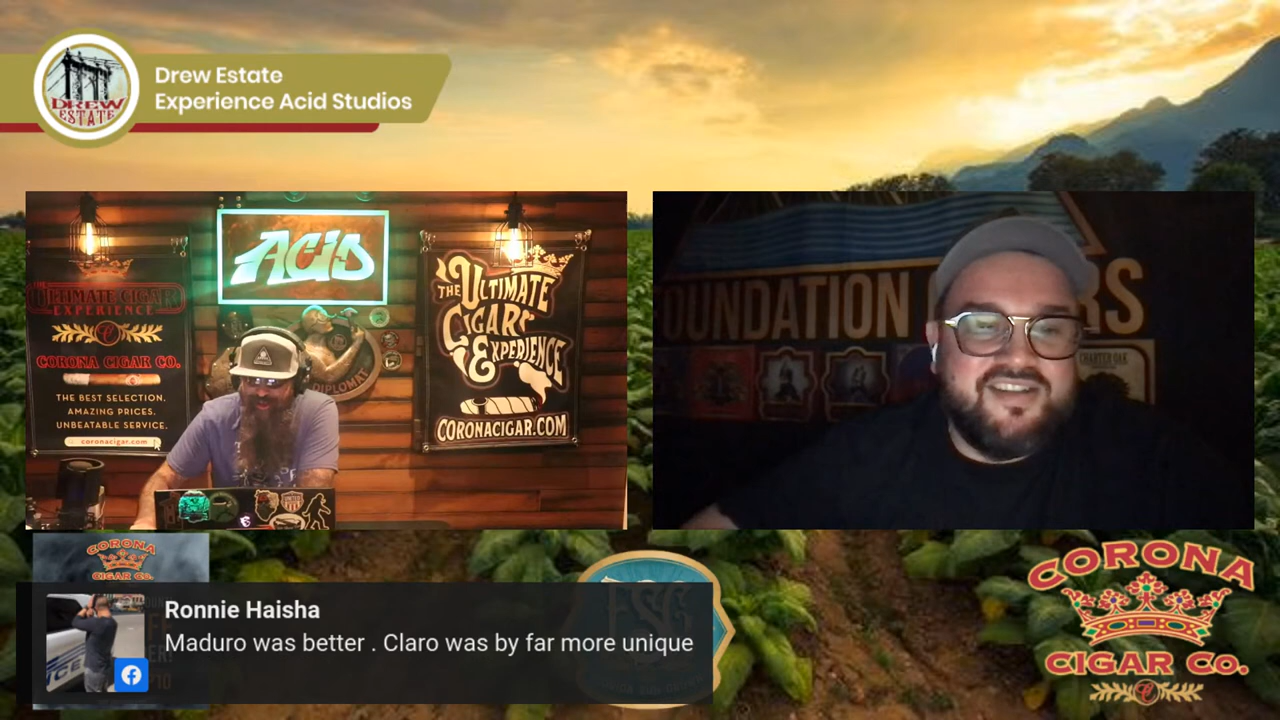 Drew Estate
Experience Acid Studios
DREW
ESTATE
ACID
THE
ULTIMATE CIGAR
EXPERIENCE
CORONA CIGAR CO.
THE BEST SELECTION.
AMAZING PRICES.
UNBEATABLE SERVICE.
coronacigar.com
DIPLOMAT
THE ULTIMATE
CIGAR
EXPERIENCE
CORONACIGAR.COM
FOUNDATION
CHARTER OAK
CORONA
CIGAR CO.
Ronnie Haisha
Maduro was better . Claro was by far more unique
FSG
CORONA
CIGAR CO.